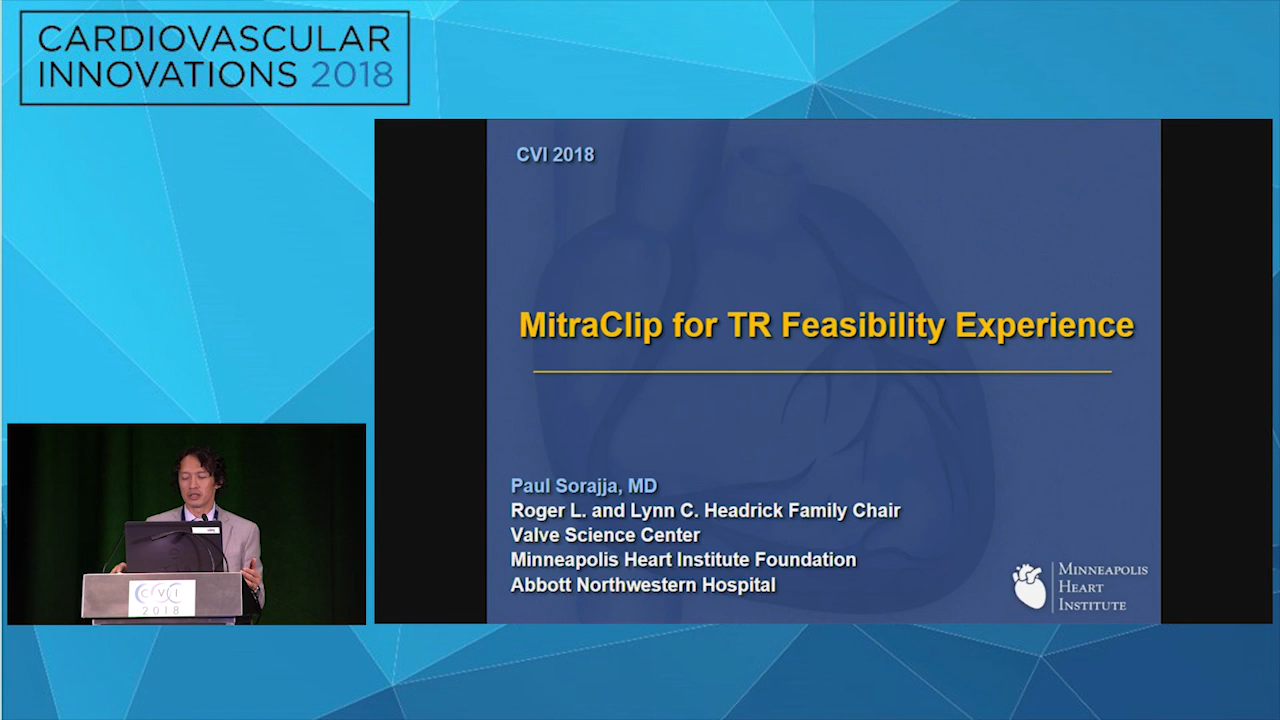 CARDIOVASCULAR
INNOVATIONS 2018
CVI 2018
MitraClip for TR Feasibility Experience
Paul Sorajja, MD
Roger L. and Lynn C. Headrick Family Chair
Valve Science Center
Minneapolis Heart Institute Foundation
Abbott Northwestern Hospital
MINNEAPOLIS
HEART
INSTITUTE
CVI
2018